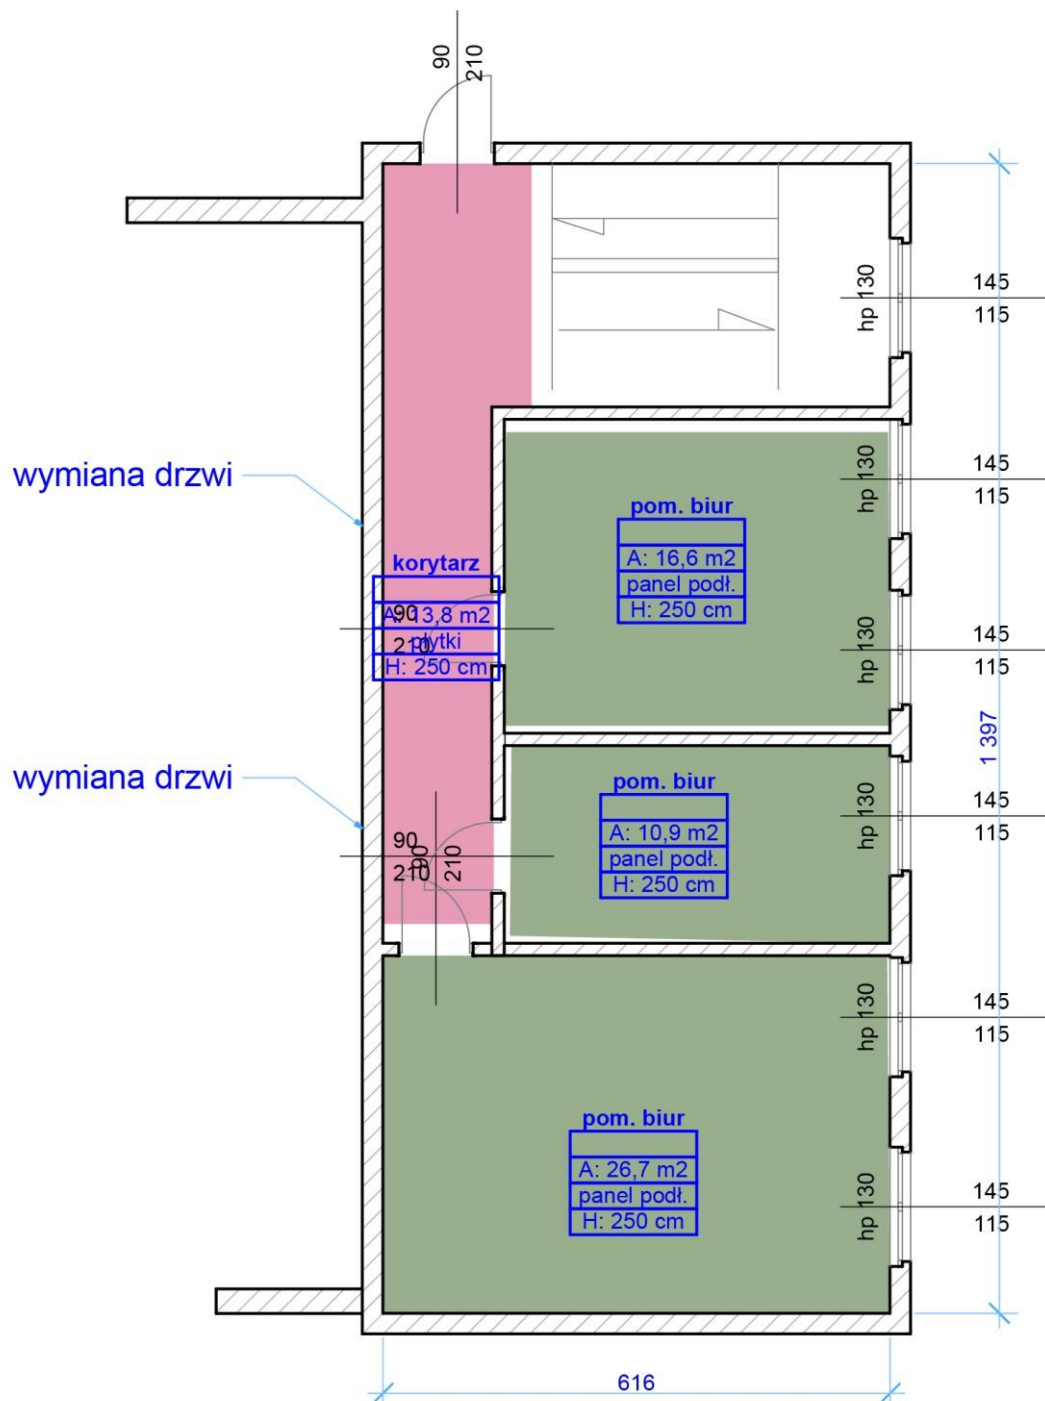 90
210
hp 130
145
115
wymiana drzwi
hp 130
145
115
pom. biur
A: 16,6 m2
panel podł.
H: 250 cm
korytarz
A: 13,8 m2
płytki
H: 250 cm
90
210
hp 130
145
115
1 397
wymiana drzwi
pom. biur
A: 10,9 m2
panel podł.
H: 250 cm
hp 130
145
115
90
210
90
210
hp 130
145
115
pom. biur
A: 26,7 m2
panel podł.
H: 250 cm
hp 130
145
115
616